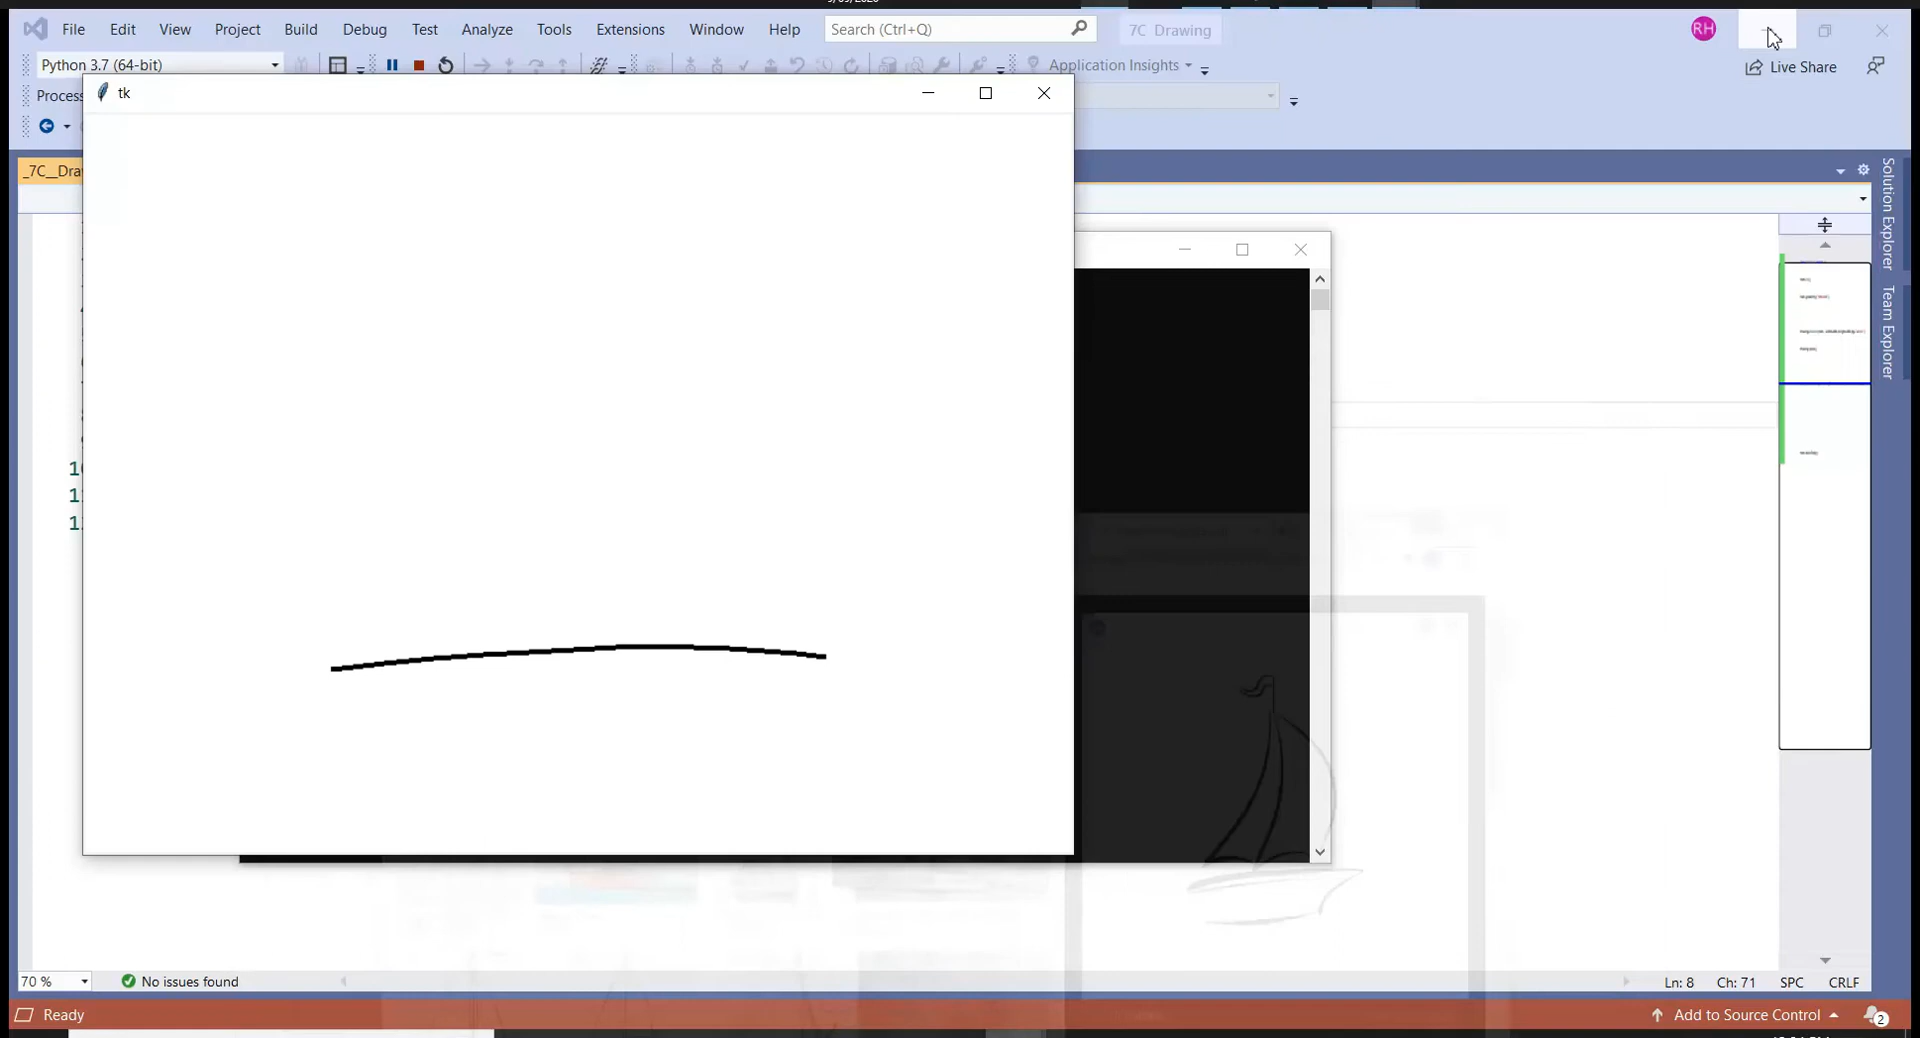 File Edit View Project Build Debug Test Analyze Tools Extensions Window Help Search (Ctrl+Q) 7C Drawing RH
Python 3.7 (64-bit) Application Insights Live Share
Process
tk
_7C__Dra
Solution Explorer
Team Explorer
70 % No issues found Ln: 8 Ch: 71 SPC CRLF
Ready Add to Source Control 2